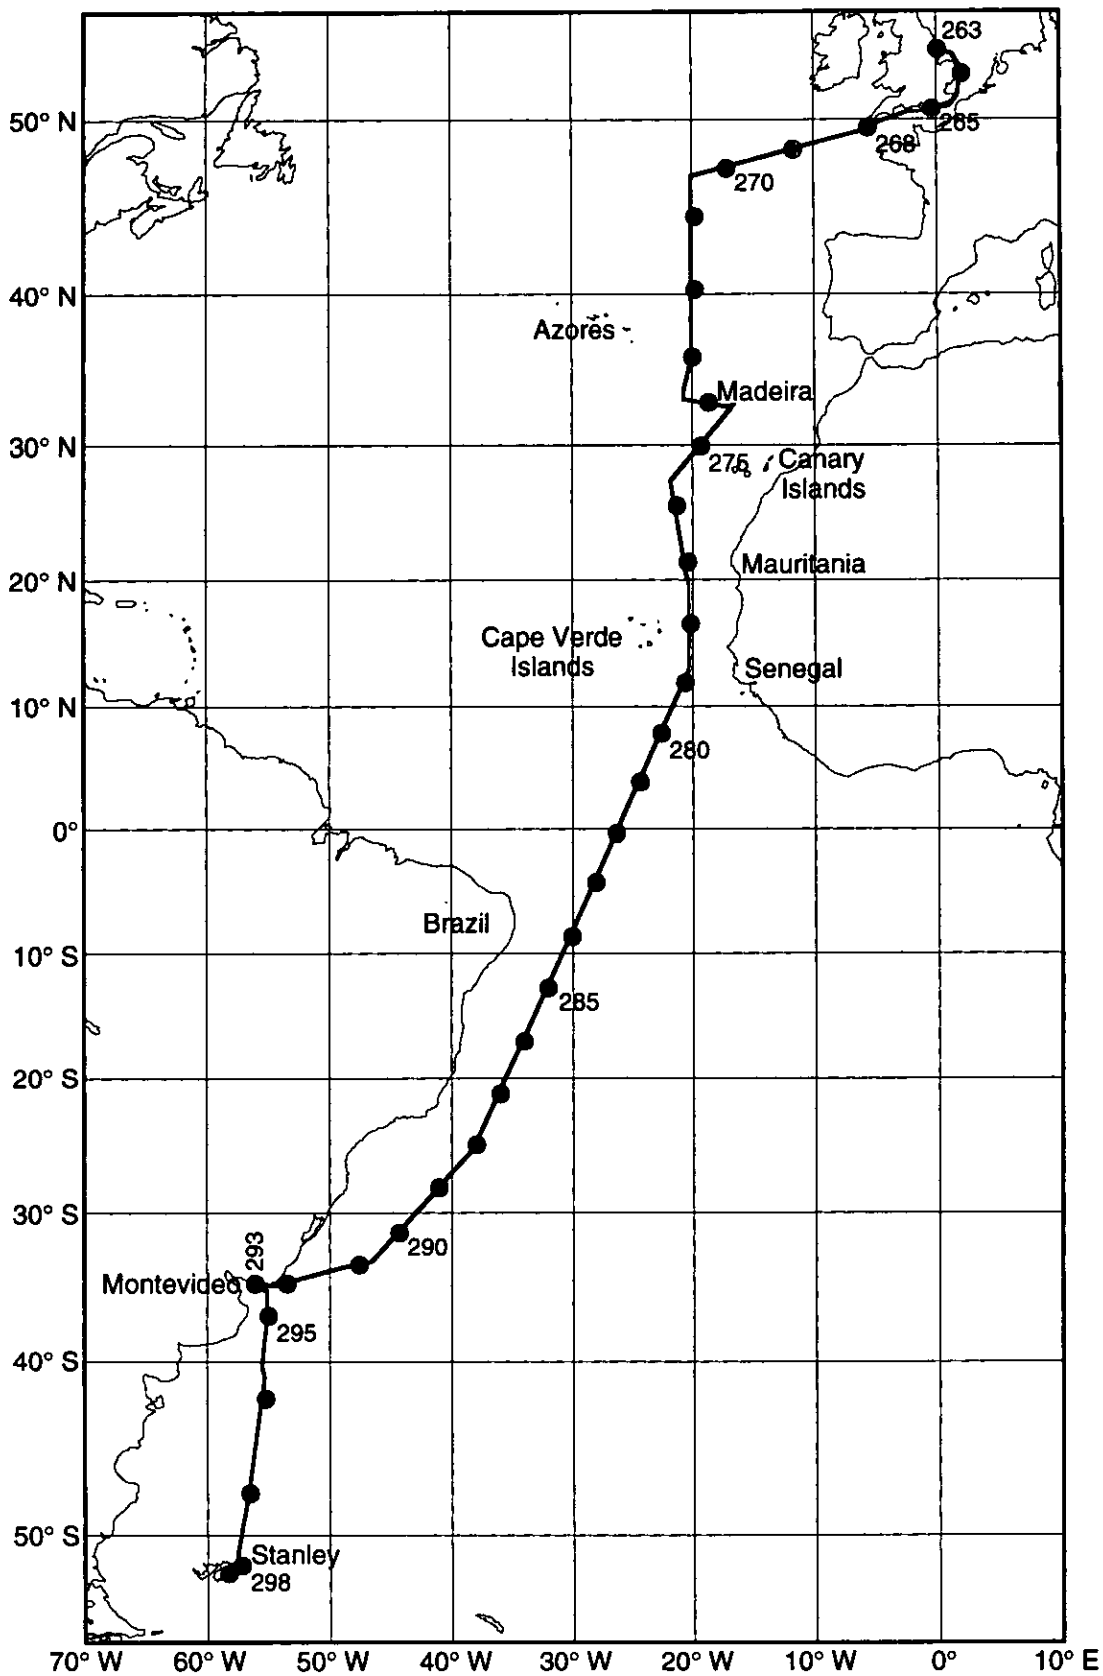 263
50° N
265
268
270
40° N
Azores
Madeira
30° N
275
Canary
Islands
Mauritania
20° N
Cape Verde
Islands
Senegal
10° N
280
0°
Brazil
10° S
285
20° S
30° S
293
290
Montevideo
295
40° S
50° S
Stanley
298
70° W 60° W 50° W 40° W 30° W 20° W 10° W 0° 10° E